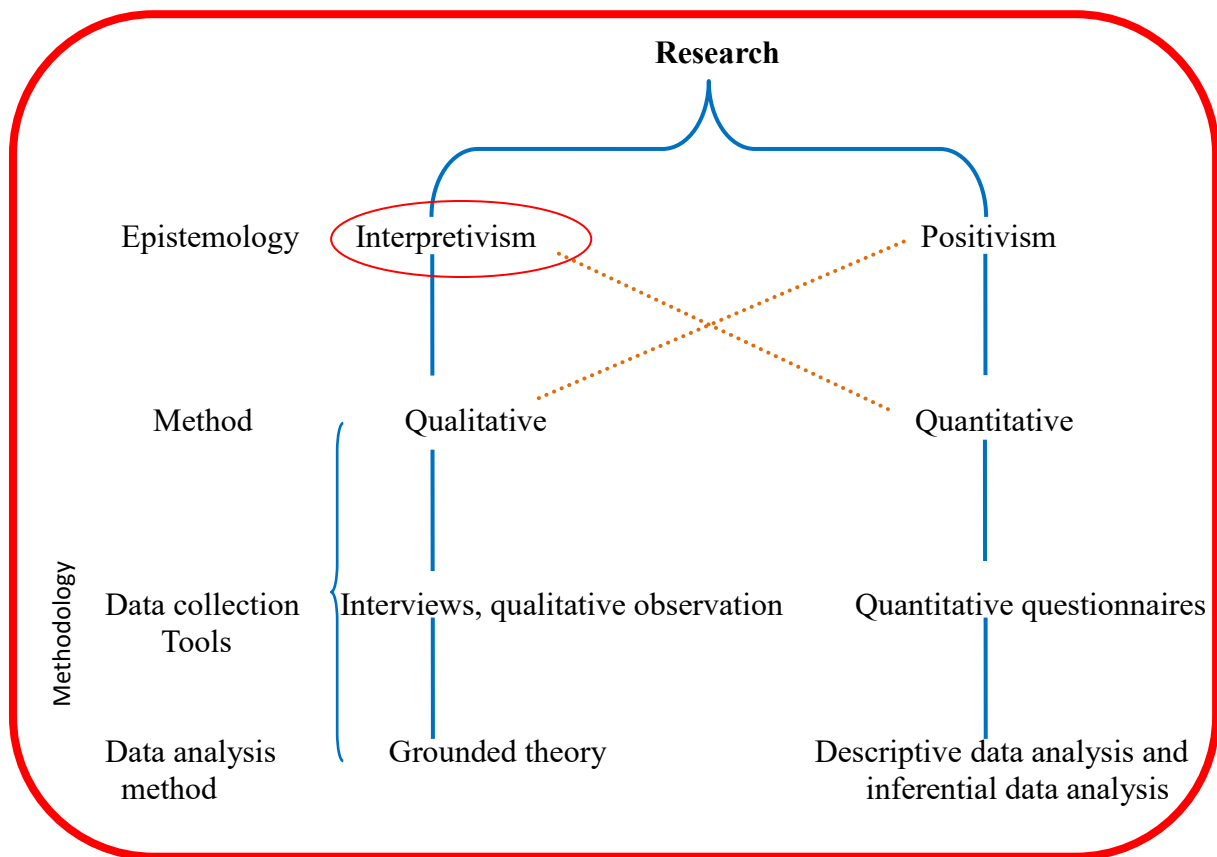 Research
Epistemology Interpretivism Positivism
Method Qualitative Quantitative
Methodology
Data collection Interviews, qualitative observation Quantitative questionnaires
Tools
Data analysis Grounded theory Descriptive data analysis and
method inferential data analysis